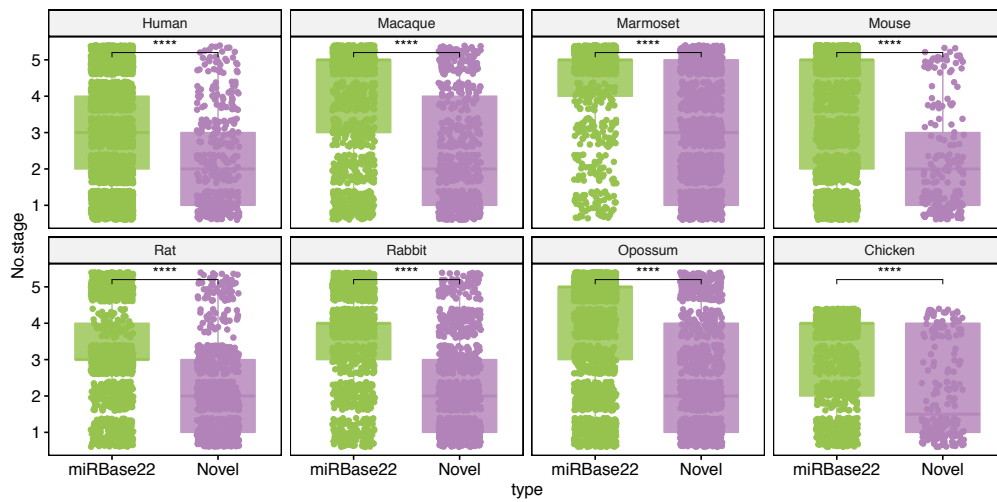 Human
Macaque
Marmoset
Mouse
****
****
****
****
5
4
3
2
1
Rat
Rabbit
Opossum
Chicken
****
****
****
****
5
4
3
2
1
No.stage
miRBase22
Novel
miRBase22
Novel
miRBase22
Novel
miRBase22
Novel
type